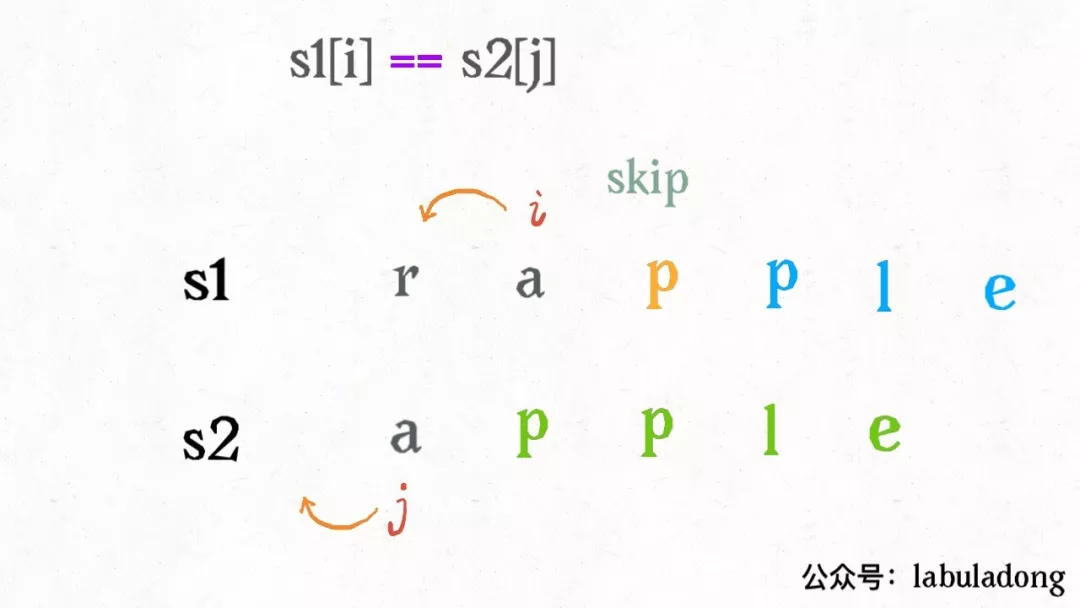 s1[i] == s2[j]
skip
i
s1 r a p p l e
s2 a p p l e
j
公众号：labuladong